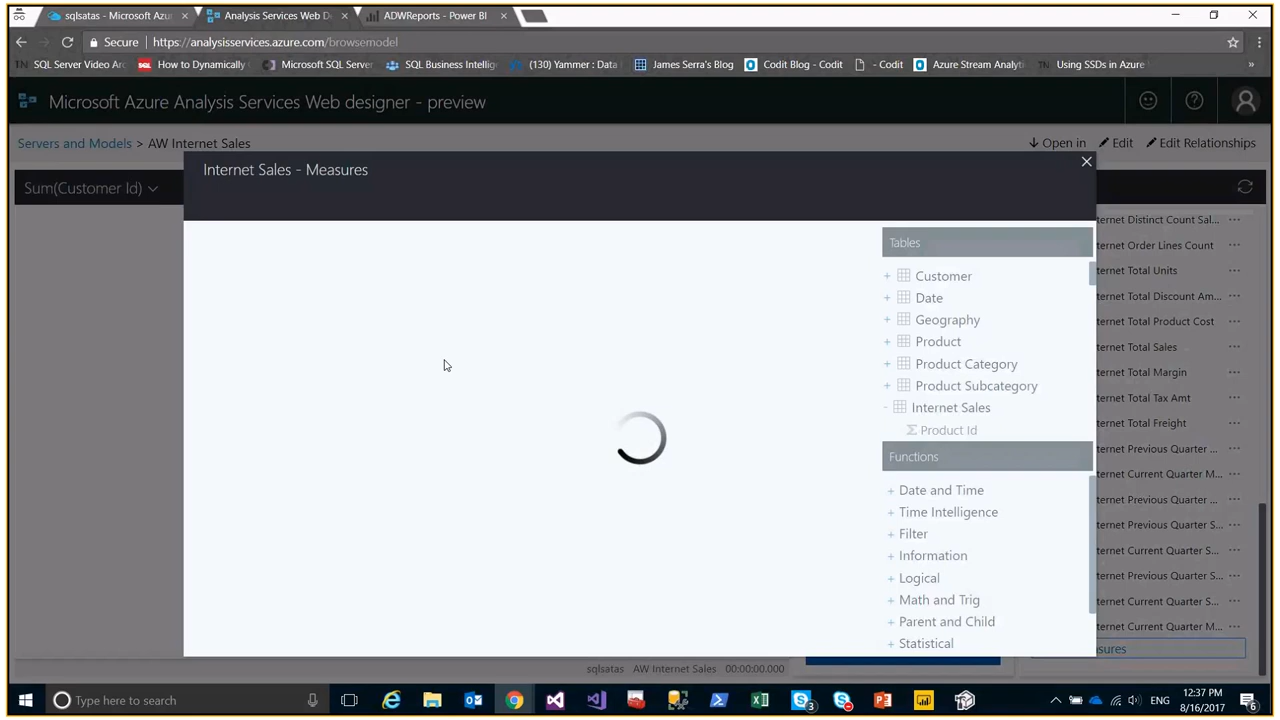 sqlsatas - Microsoft Azu
Analysis Services Web D
ADWReports - Power BI
Secure
https://analysisservices.azure.com/browsemodel
SQL Server Video Arc
How to Dynamically
Microsoft SQL Server
SQL Business Intellig
(130) Yammer : Data
James Serra's Blog
Codit Blog - Codit
- Codit
Azure Stream Analyti
Using SSDs in Azure
»
Microsoft Azure Analysis Services Web designer - preview
Servers and Models > AW Internet Sales
Open in
Edit
Edit Relationships
Internet Sales - Measures
Sum(Customer Id)
Tables
Customer
Date
Geography
Product
Product Category
Product Subcategory
Internet Sales
Product Id
Functions
Date and Time
Time Intelligence
Filter
Information
Logical
Math and Trig
Parent and Child
Statistical
ternet Distinct Count Sal...
ternet Order Lines Count
ternet Total Units
ternet Total Discount Am...
ternet Total Product Cost
ternet Total Sales
ternet Total Margin
ternet Total Tax Amt
ternet Total Freight
ternet Previous Quarter ...
ternet Current Quarter M...
ternet Previous Quarter ...
ternet Previous Quarter S...
ternet Current Quarter S...
ternet Previous Quarter S...
ternet Current Quarter S...
ternet Current Quarter M...
asures
sqlsatas AW Internet Sales 00:00:00.000
Type here to search
3
ENG
12:37 PM
8/16/2017
6